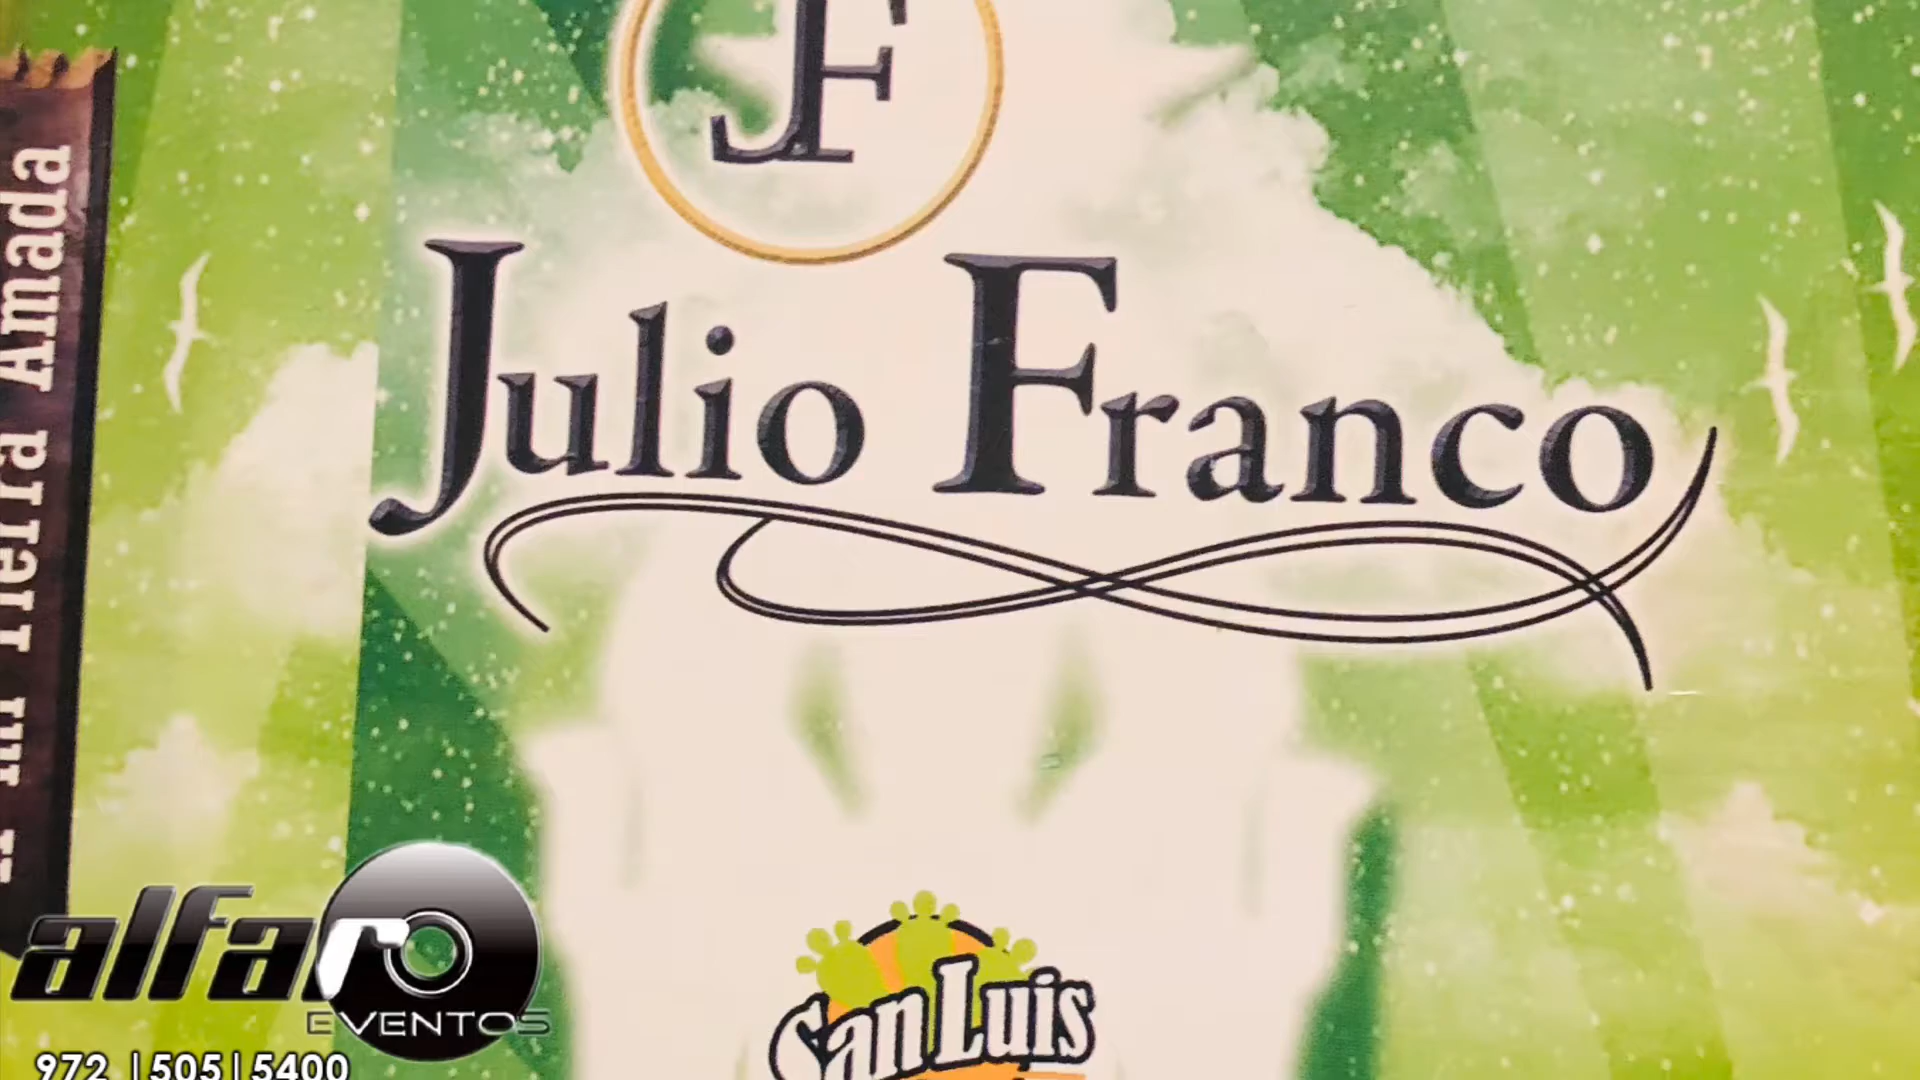 JF
Julio Franco
Tierra Amada
alfaro
EVENTOS
972 | 505 | 5400
San Luis